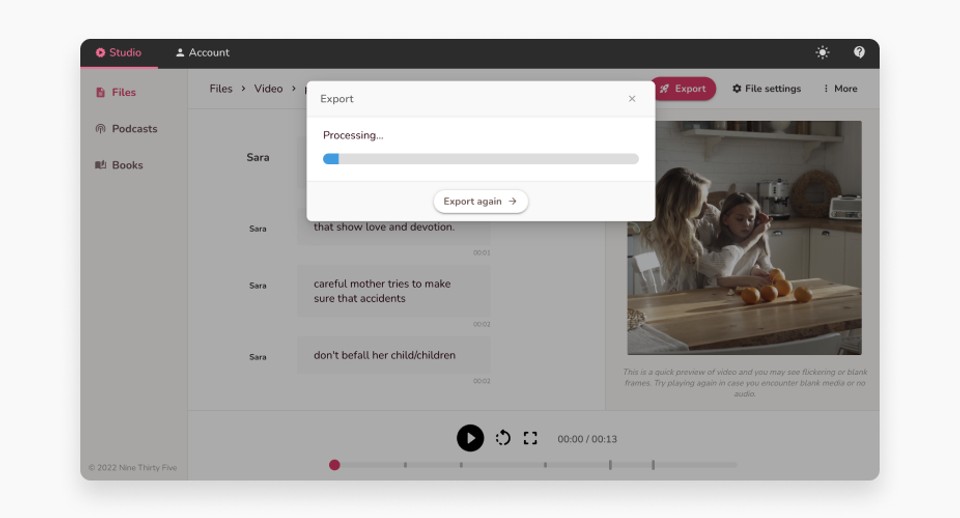 Studio
Account
Files
Podcasts
Books
© 2022 Nine Thirty Five
Files > Video >
Export
File settings
More
Export
Processing...
Export again
Sara
Sara
that show love and devotion.
00:01
Sara
careful mother tries to make
sure that accidents
00:03
Sara
don't befall her child/children
00:02
This is a quick preview of video and you may see flickering or blank
frames. Try playing again in case you encounter blank media or no
audio.
00:00 / 00:13